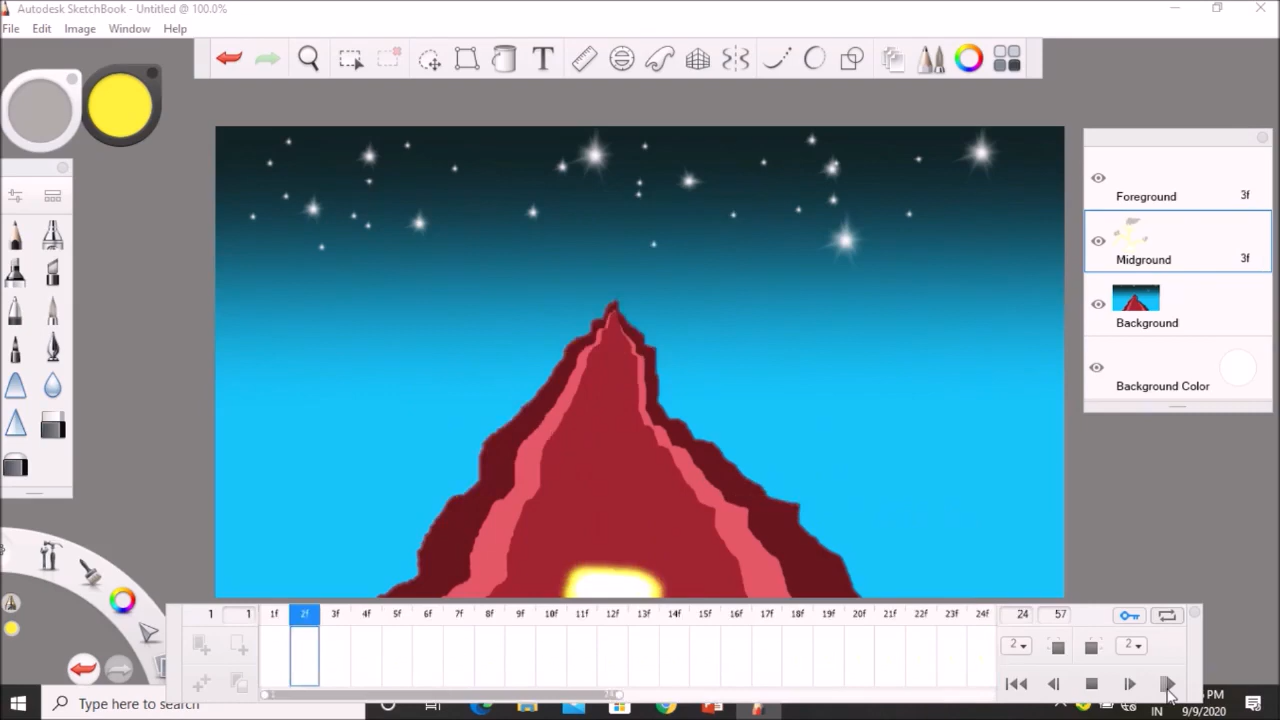 Autodesk SketchBook - Untitled @ 100.0%
File Edit Image Window Help
T
Foreground 3f
Midground 3f
Background
Background Color
1 1 1f 2f 3f 4f 5f 6f 7f 8f 9f 10f 11f 12f 13f 14f 15f 16f 17f 18f 19f 20f 21f 22f 23f 24f 24 57
2 2
24
Type here to search
PM
IN 9/9/2020